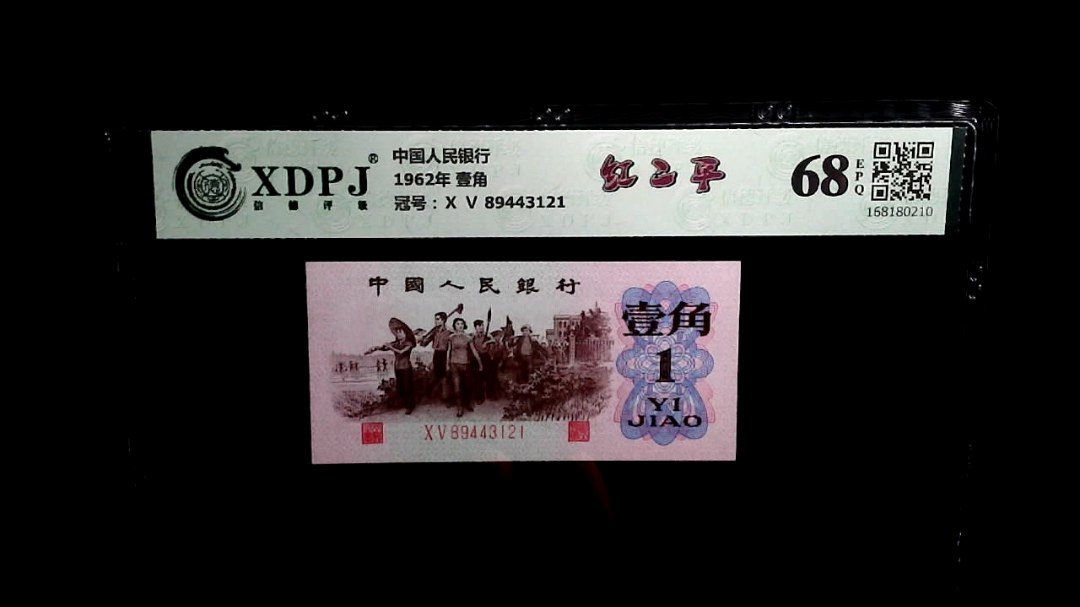 XDPJ®
信德评级
中国人民银行
1962年 壹角
冠号：X V 89443121
红二平
68 EPQ
168180210
中國人民銀行
壹角
1
YI
JIAO
XV89443121